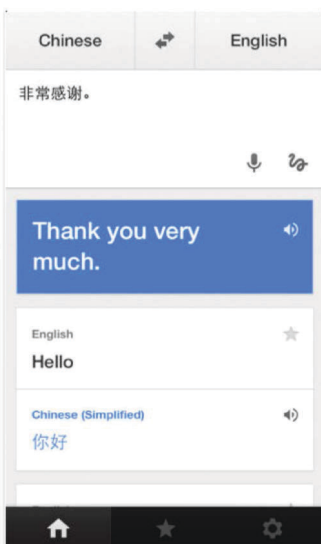 Chinese
English
非常感谢。
Thank you very
much.
English
Hello
Chinese (Simplified)
你好